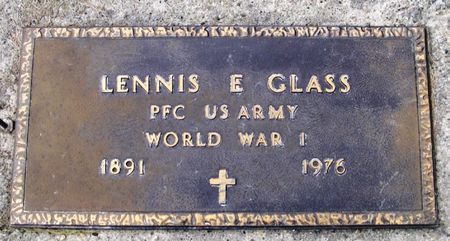 LENNIS E GLASS
PFC US ARMY
WORLD WAR I
1891 1976